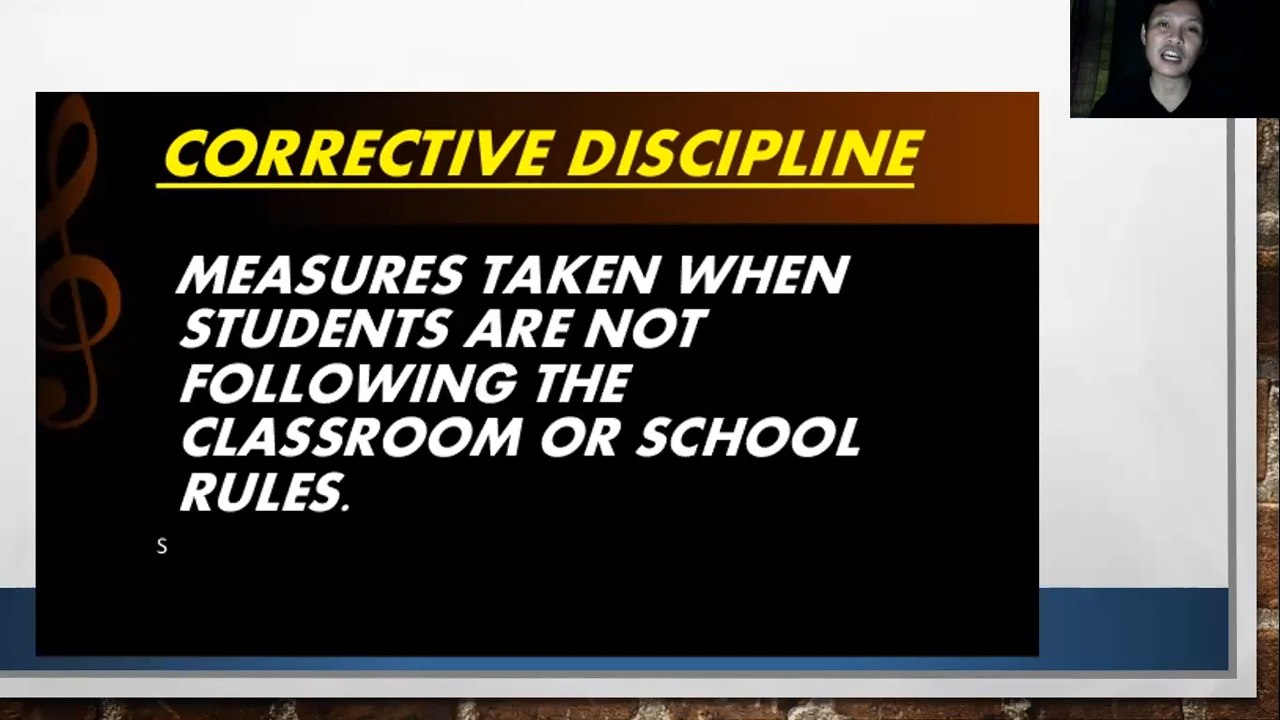 CORRECTIVE DISCIPLINE
MEASURES TAKEN WHEN
STUDENTS ARE NOT
FOLLOWING THE
CLASSROOM OR SCHOOL
RULES.
S